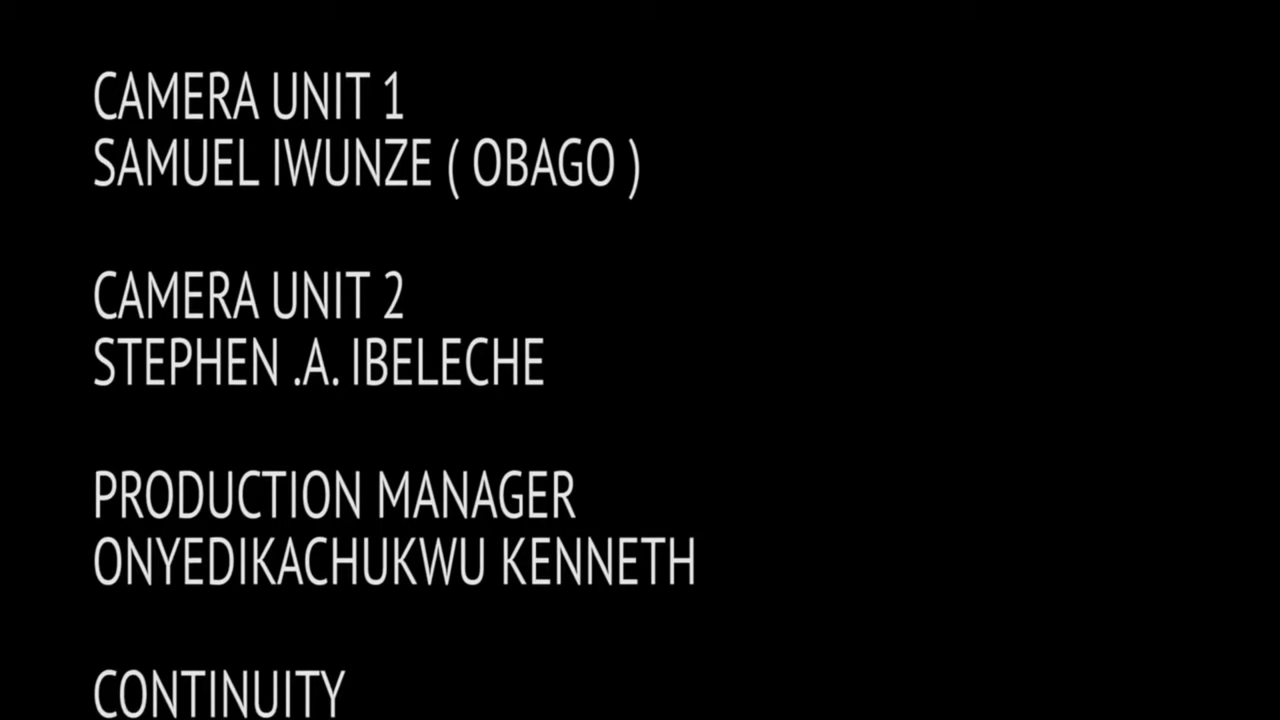 CAMERA UNIT 1
SAMUEL IWUNZE ( OBAGO )
CAMERA UNIT 2
STEPHEN .A. IBELECHE
PRODUCTION MANAGER
ONYEDIKACHUKWU KENNETH
CONTINUITY